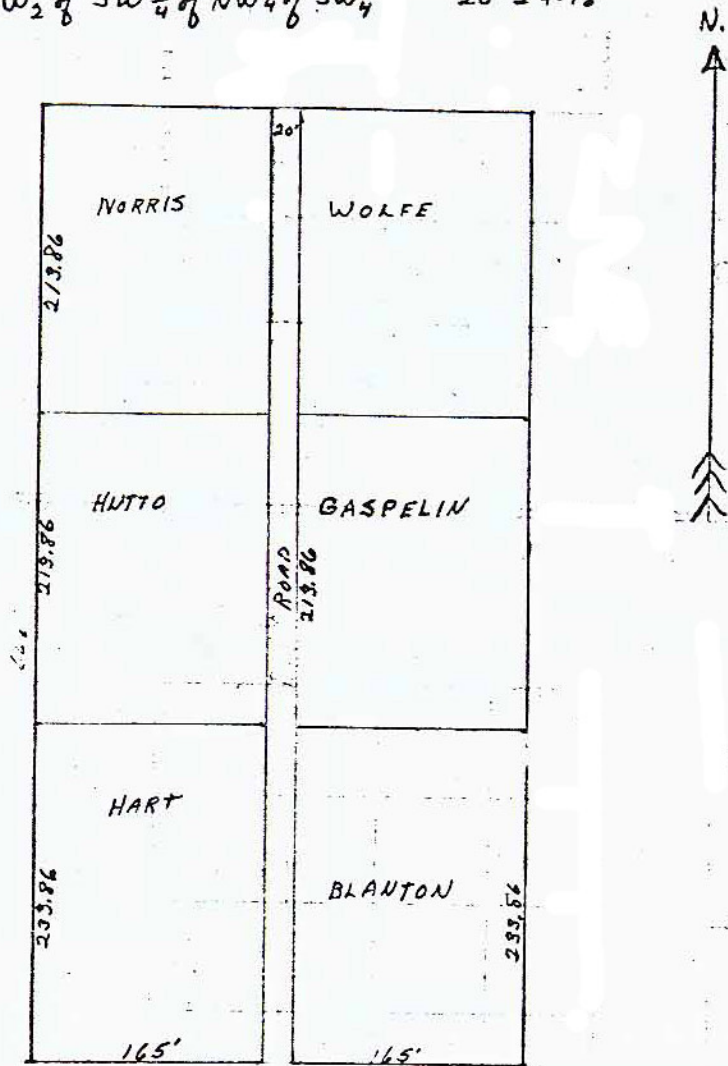 W½ of SW¼ of NW¼ of SW¼
N.
20'
NORRIS
WOLFE
213.86
HUTTO
GASPELIN
213.86
ROAD
213.86
HART
BLANTON
233.86
233.86
165'
165'